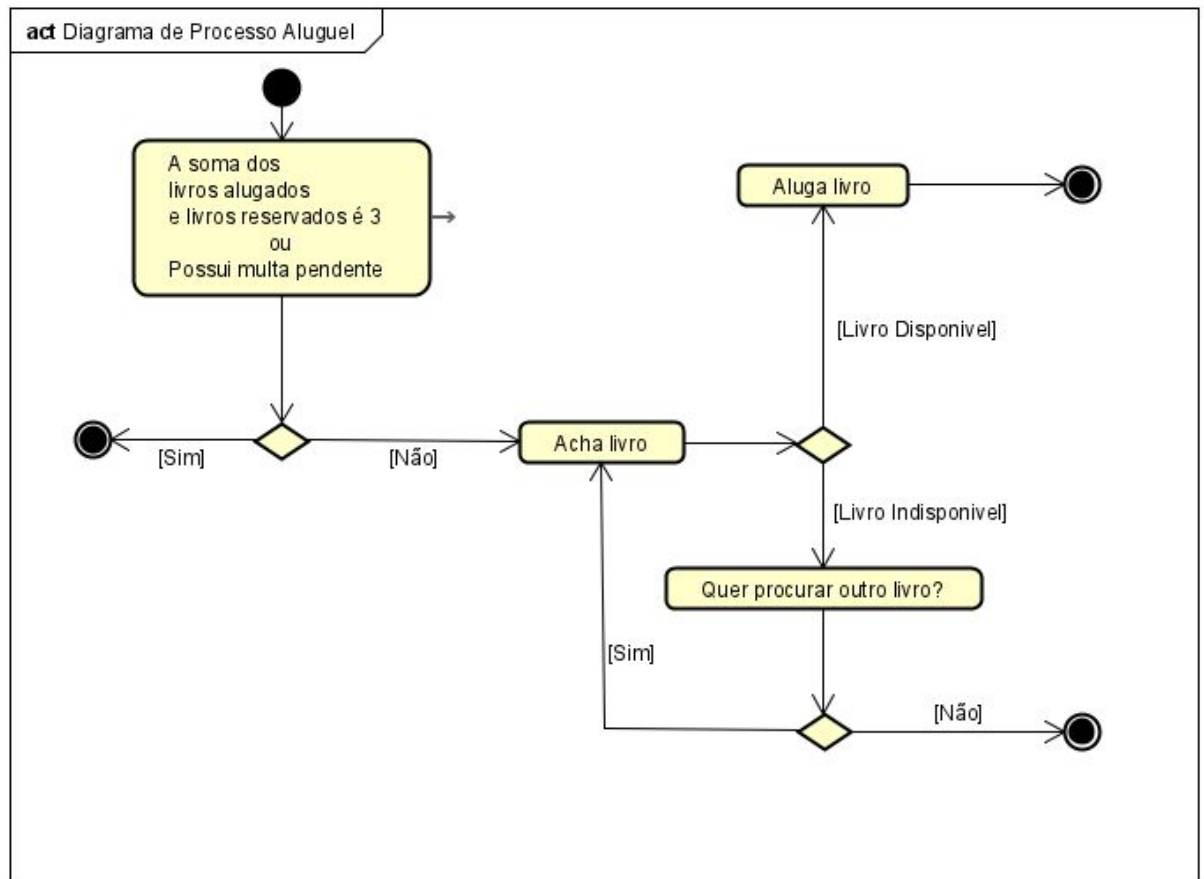 act Diagrama de Processo Aluguel
A soma dos
livros alugados
e livros reservados é 3
ou
Possui multa pendente
Aluga livro
[Livro Disponivel]
[Sim]
[Não]
Acha livro
[Livro Indisponivel]
Quer procurar outro livro?
[Sim]
[Não]